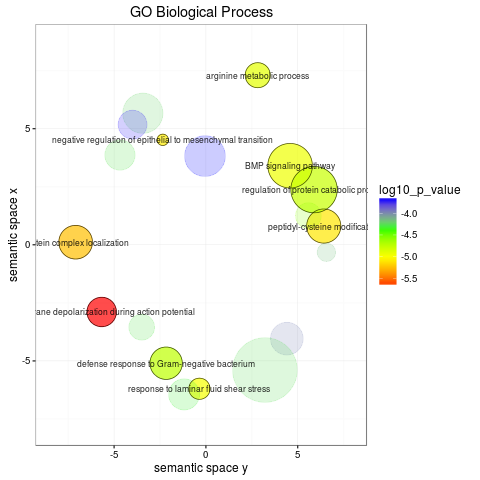 GO Biological Process
arginine metabolic process
5
negative regulation of epithelial to mesenchymal transition
BMP signaling pathway
regulation of protein catabolic pro
peptidyl-cysteine modificat
0
tein complex localization
ane depolarization during action potential
-5
defense response to Gram-negative bacterium
response to laminar fluid shear stress
-5
0
5
semantic space y
semantic space x
log10_p_value
-4.0
-4.5
-5.0
-5.5